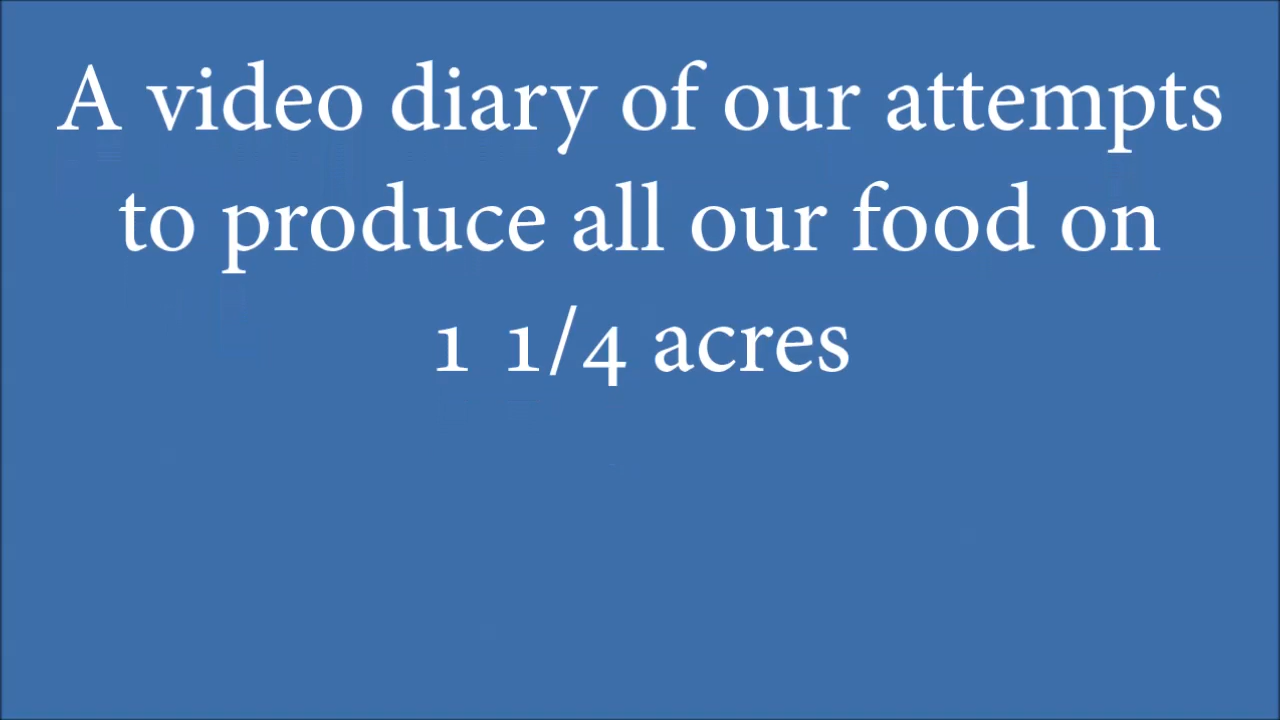 A video diary of our attempts
to produce all our food on
1 1/4 acres